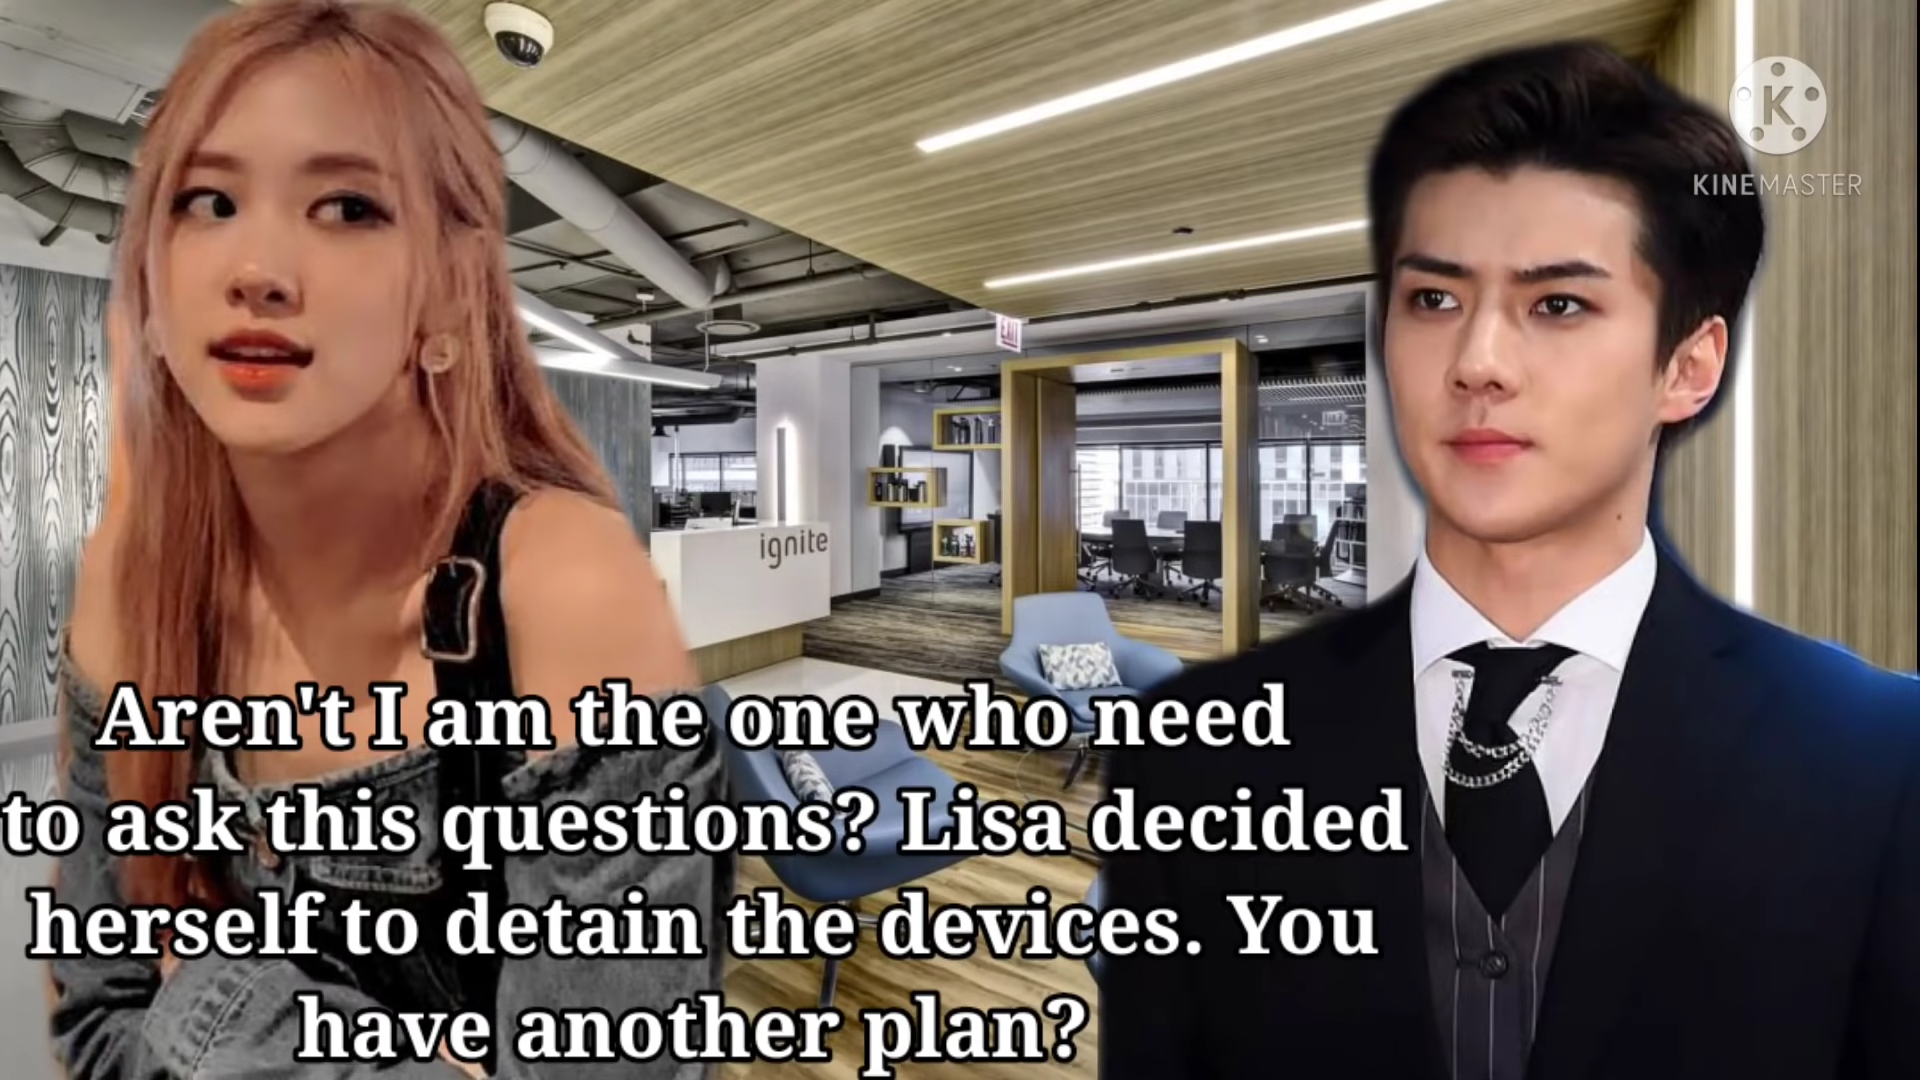 K
KINEMASTER
EXIT
ignite
Aren't I am the one who need
to ask this questions? Lisa decided
herself to detain the devices. You
have another plan?